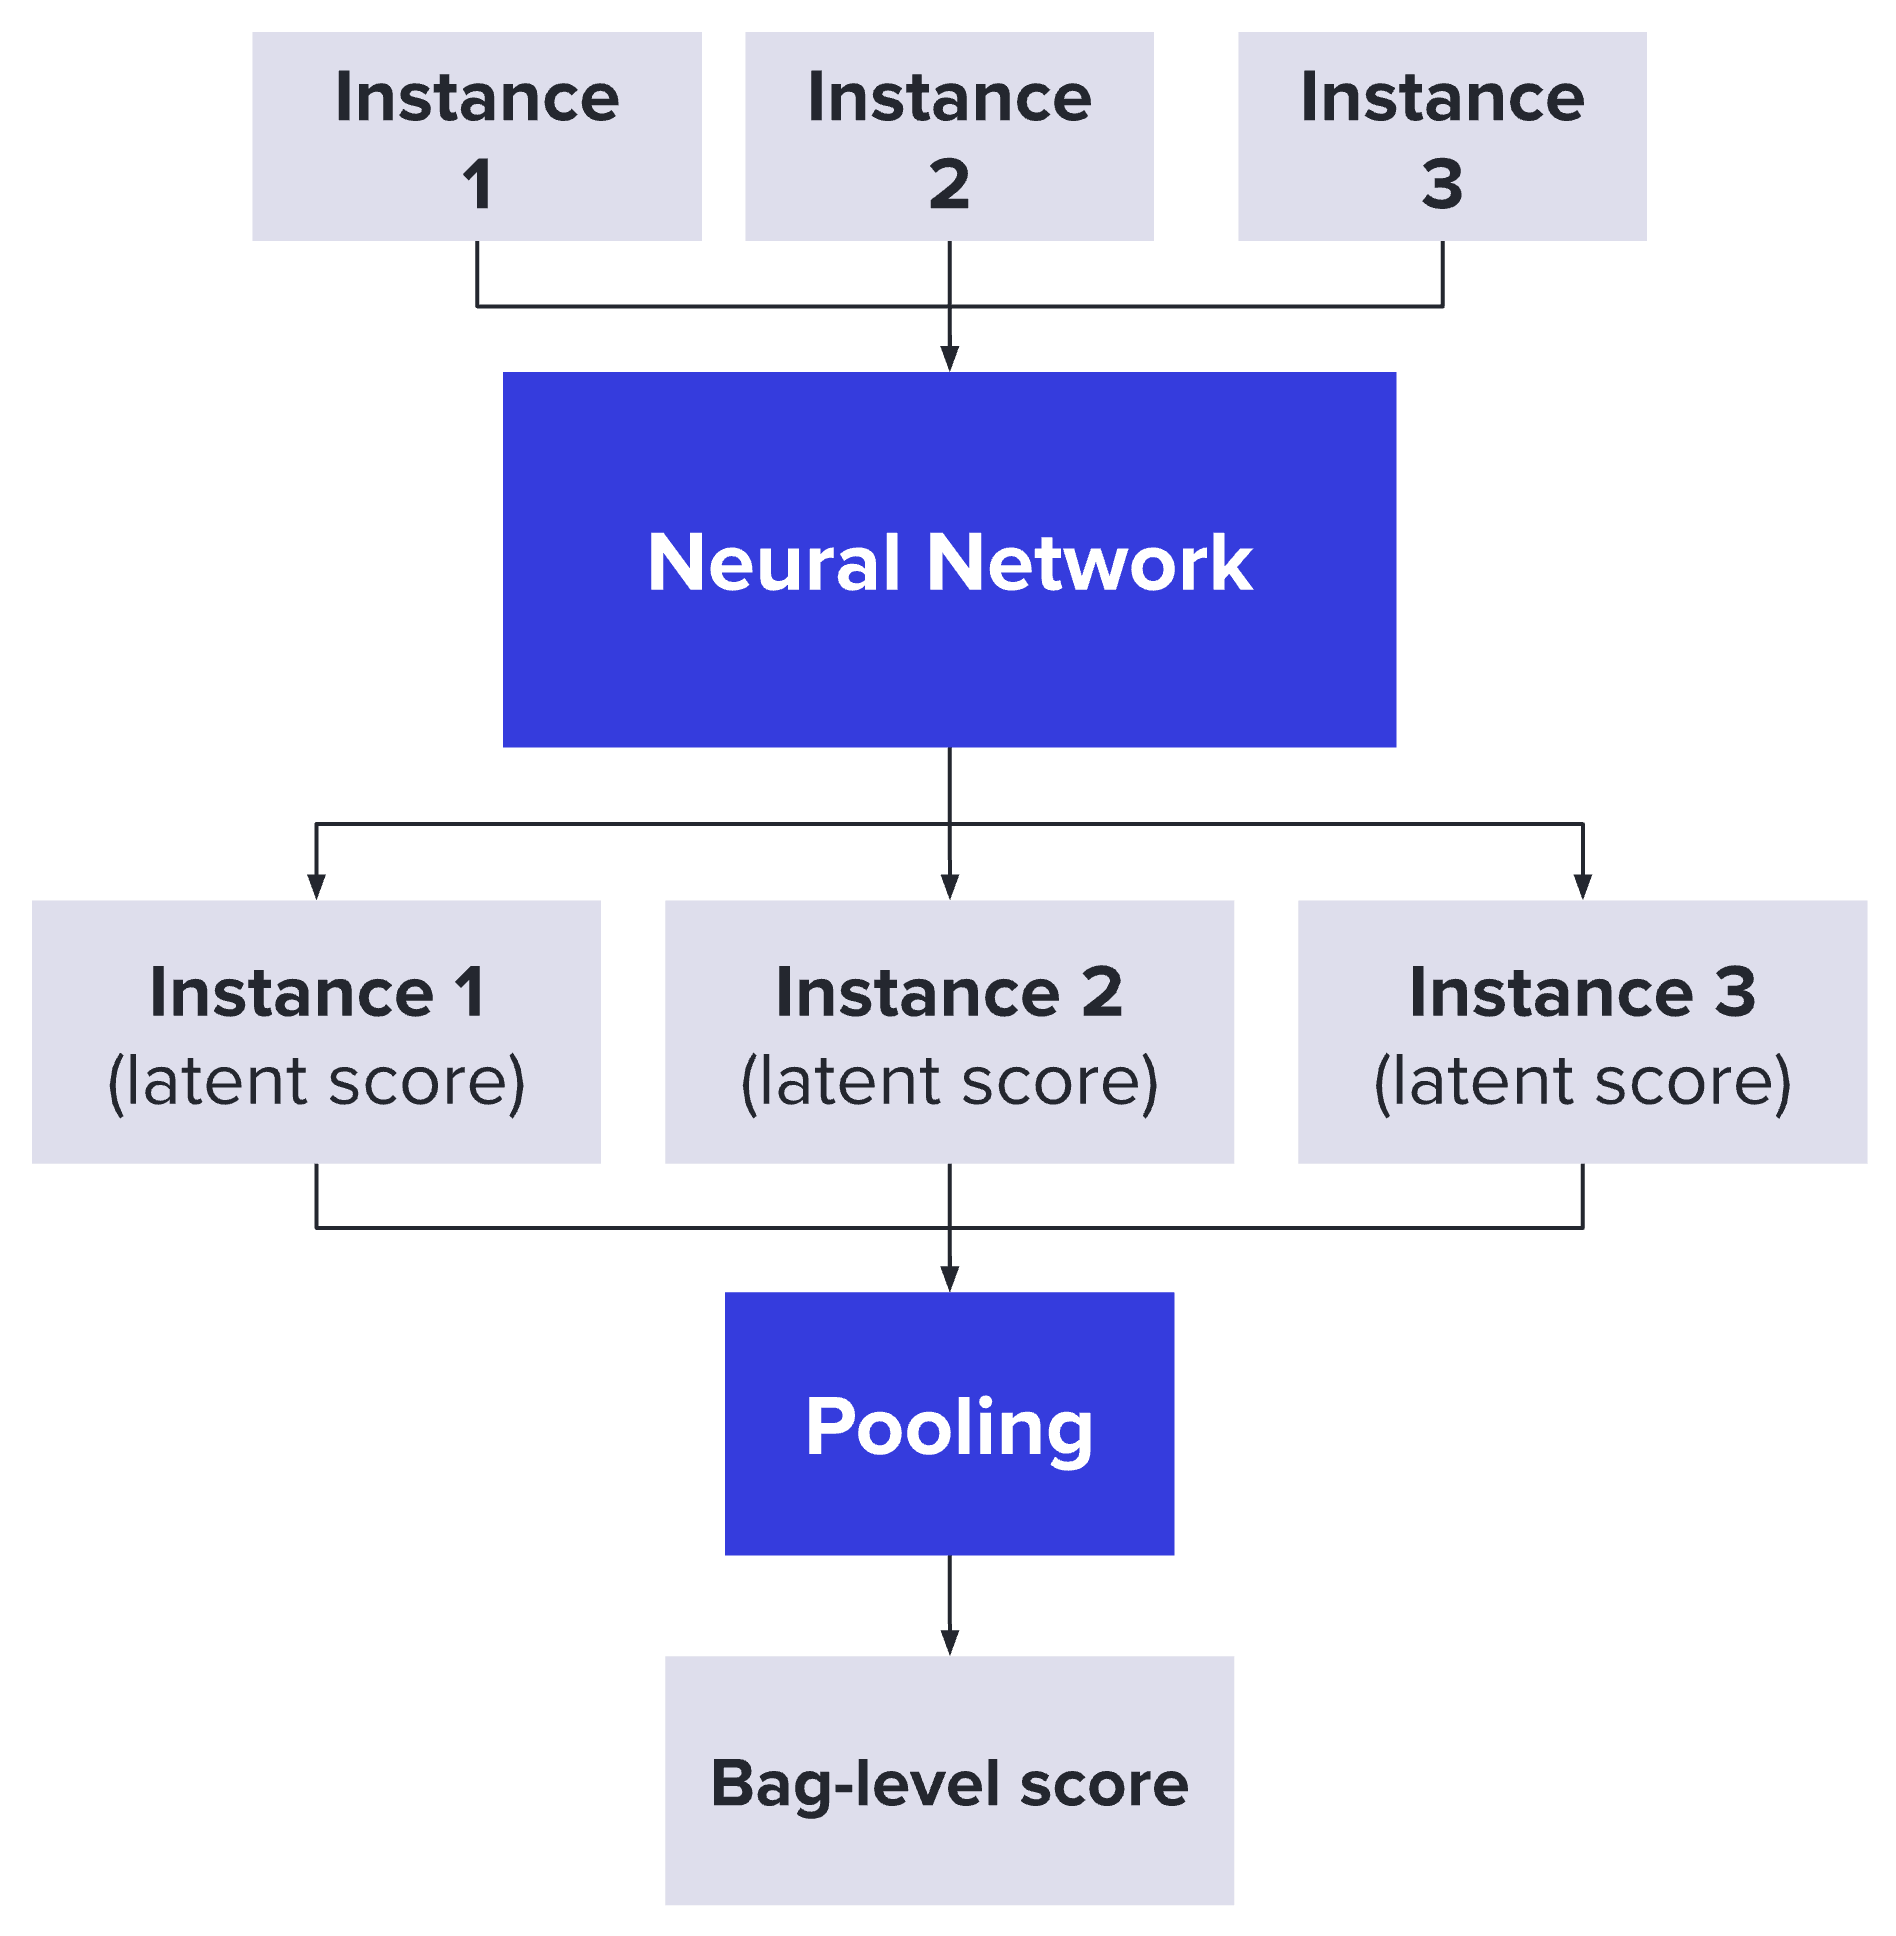 Instance
1
Instance
2
Instance
3
Neural Network
Instance 1
(latent score)
Instance 2
(latent score)
Instance 3
(latent score)
Pooling
Bag-level score